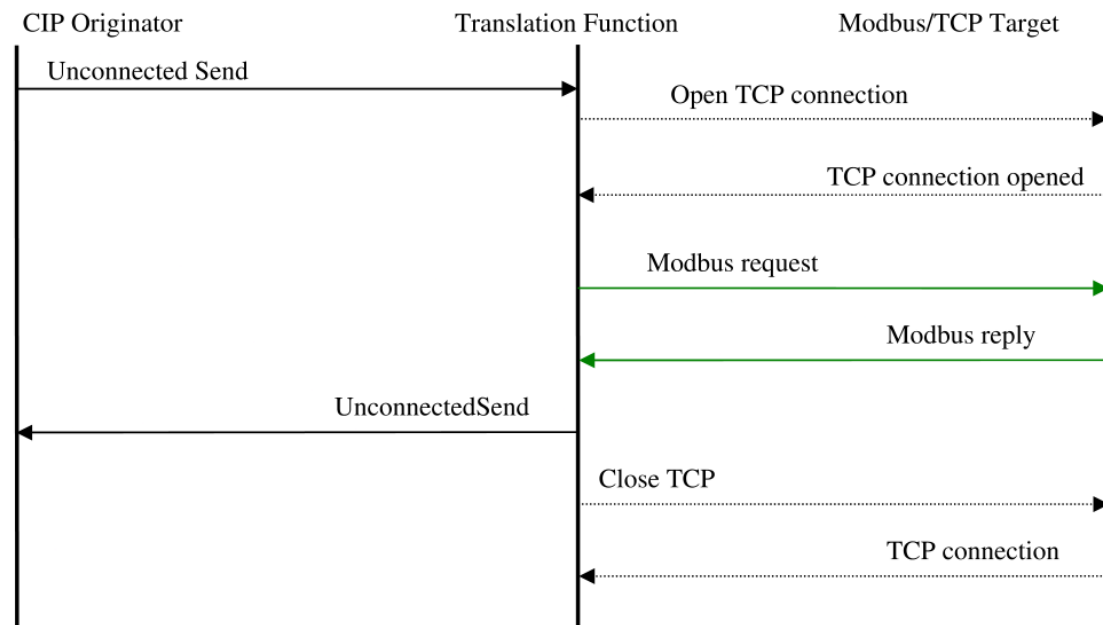 CIP Originator
Translation Function
Modbus/TCP Target
Unconnected Send
Open TCP connection
TCP connection opened
Modbus request
Modbus reply
UnconnectedSend
Close TCP
TCP connection